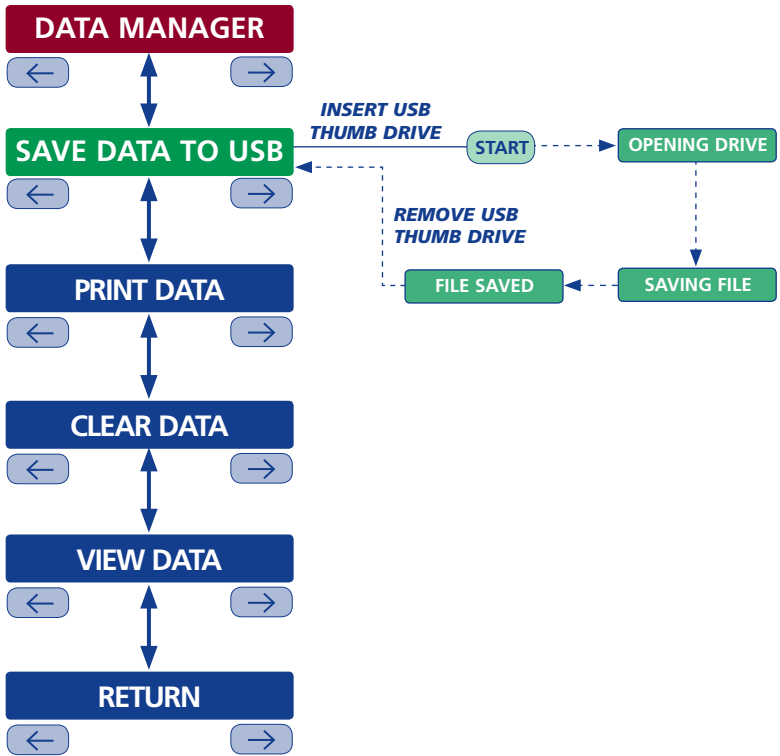 DATA MANAGER
← →
INSERT USB
THUMB DRIVE
SAVE DATA TO USB
START
OPENING DRIVE
← →
REMOVE USB
THUMB DRIVE
PRINT DATA
FILE SAVED
SAVING FILE
← →
CLEAR DATA
← →
VIEW DATA
← →
RETURN
← →